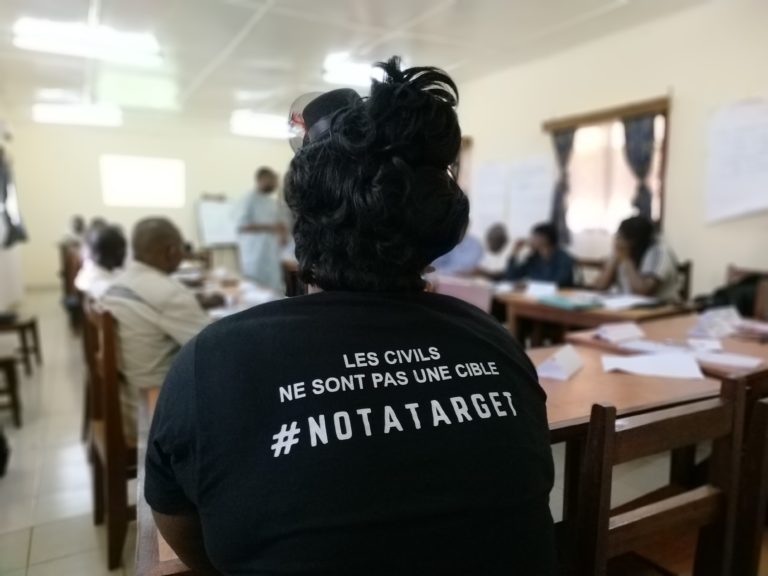 LES CIVILS
NE SONT PAS UNE CIBLE
#NOTATARGET